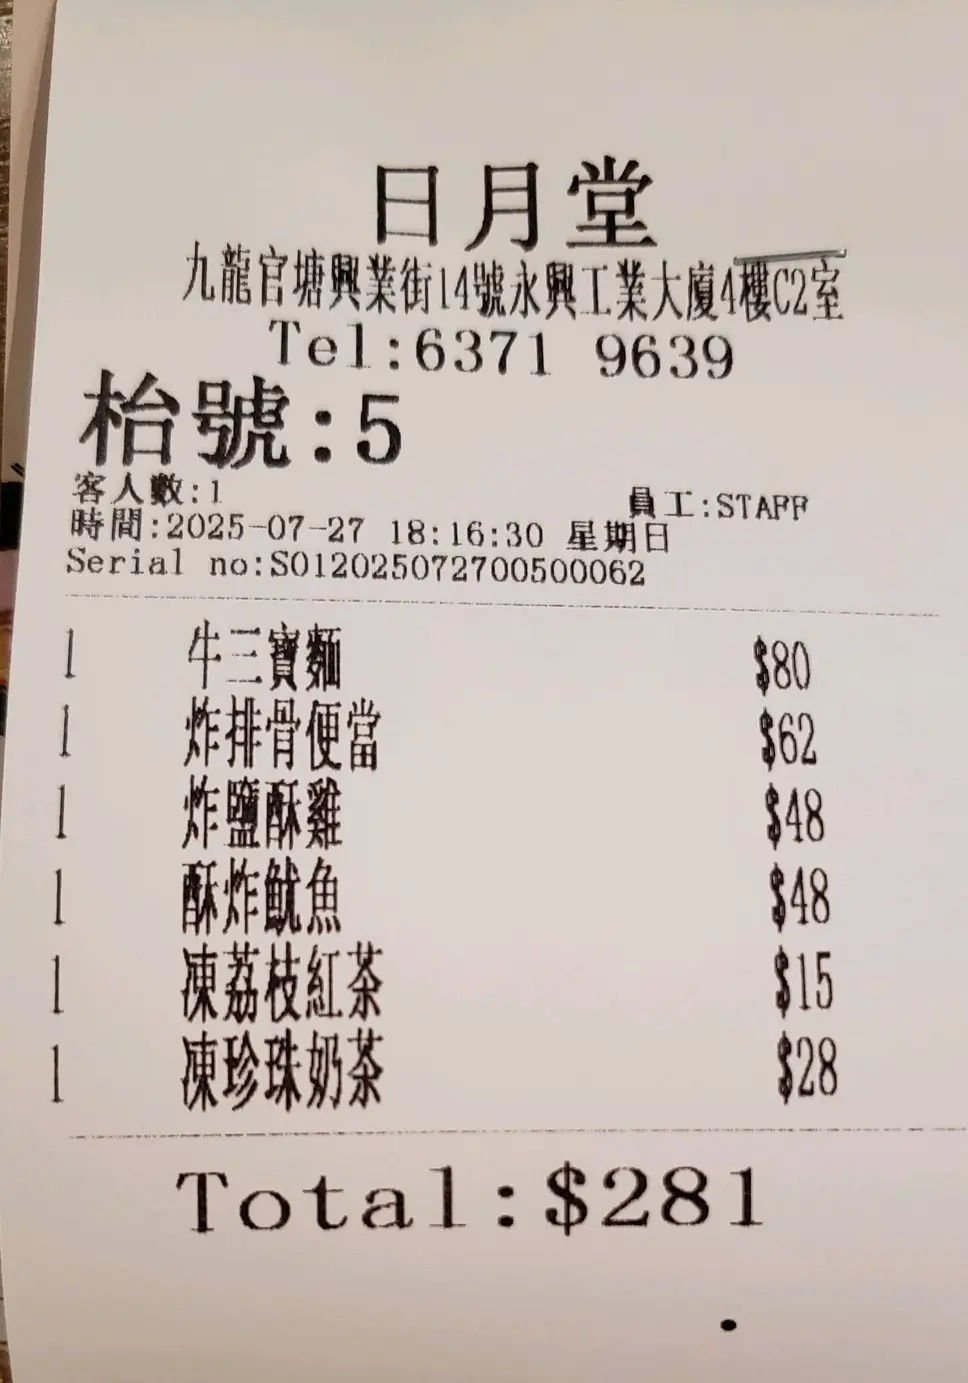 日月堂
九龍官塘興業街14號永興工業大廈4樓C2室
Tel:6371 9639
枱號:5
客人數:1 員工:STAFF
時間:2025-07-27 18:16:30 星期日
Serial no:S01202507270050​0062
1 牛三寶麵 $80
1 炸排骨便當 $62
1 炸鹽酥雞 $48
1 酥炸魷魚 $48
1 凍荔枝紅茶 $15
1 凍珍珠奶茶 $28
Total:$281